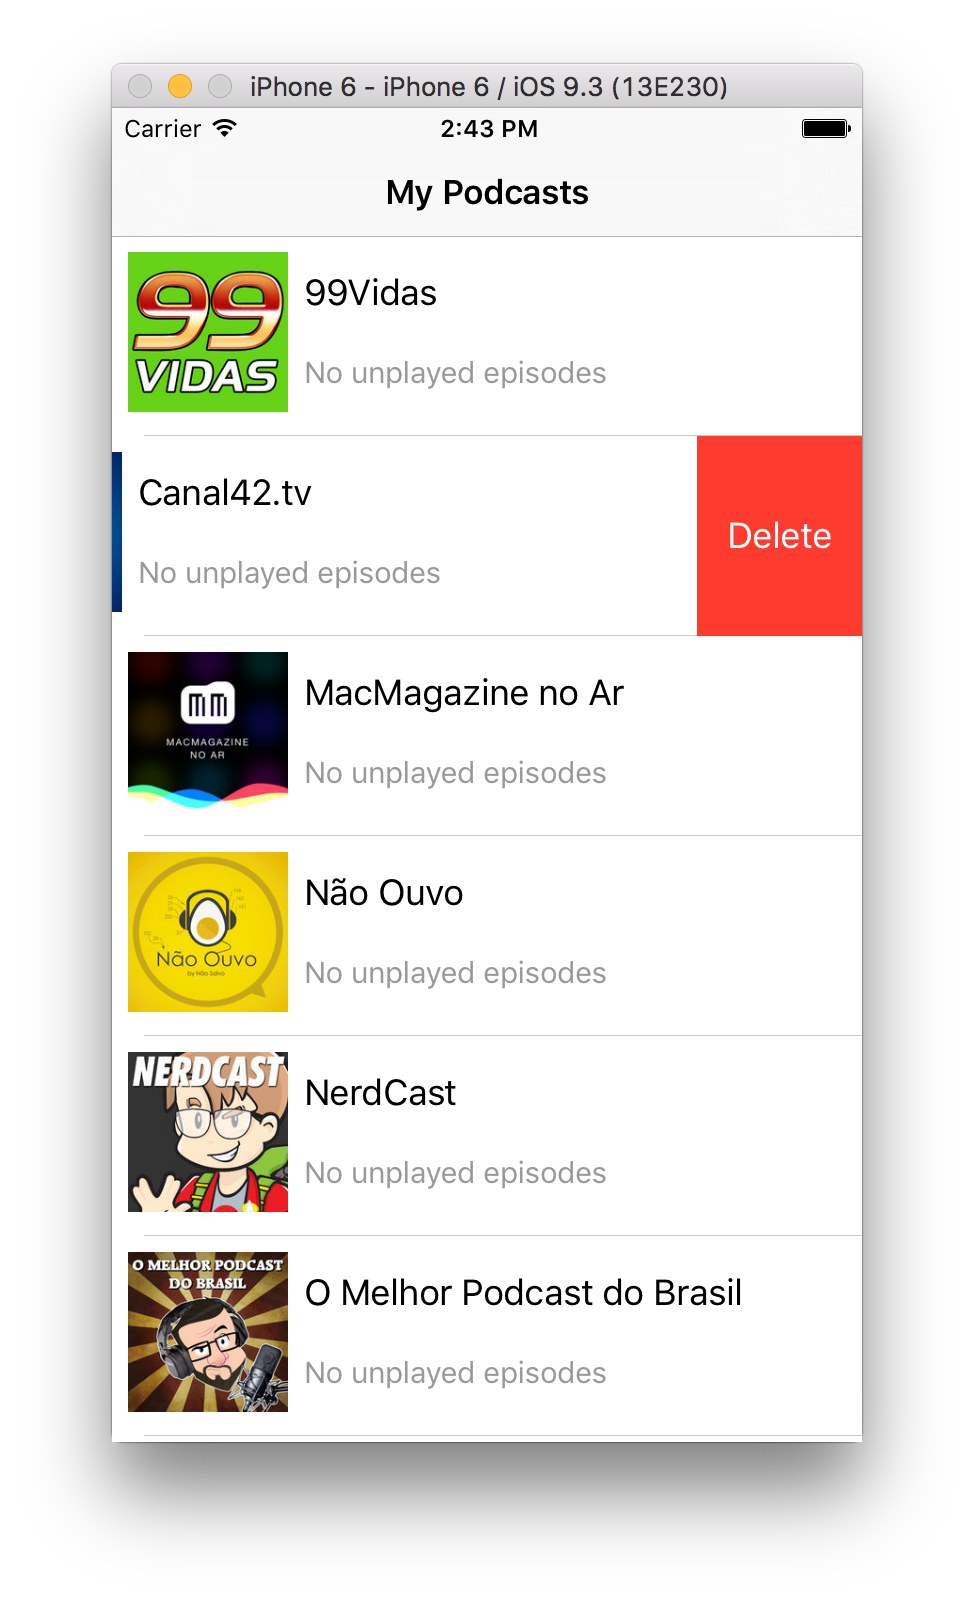 iPhone 6 - iPhone 6 / iOS 9.3 (13E230)
Carrier 2:43 PM
My Podcasts
99
VIDAS
99Vidas
No unplayed episodes
Canal42.tv
No unplayed episodes
Delete
MACMAGAZINE
NO AR
MacMagazine no Ar
No unplayed episodes
Não Ouvo
by Não Salvo
Não Ouvo
No unplayed episodes
NERDCAST
NerdCast
No unplayed episodes
O MELHOR PODCAST
DO BRASIL
O Melhor Podcast do Brasil
No unplayed episodes